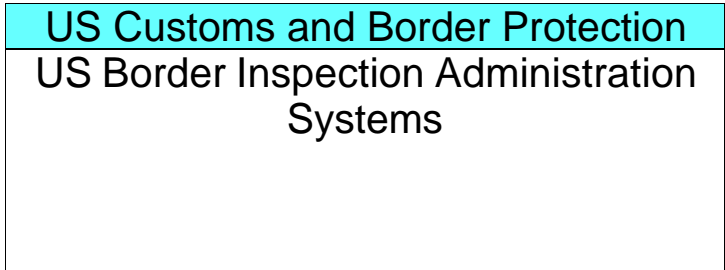 US Customs and Border Protection
US Border Inspection Administration
Systems